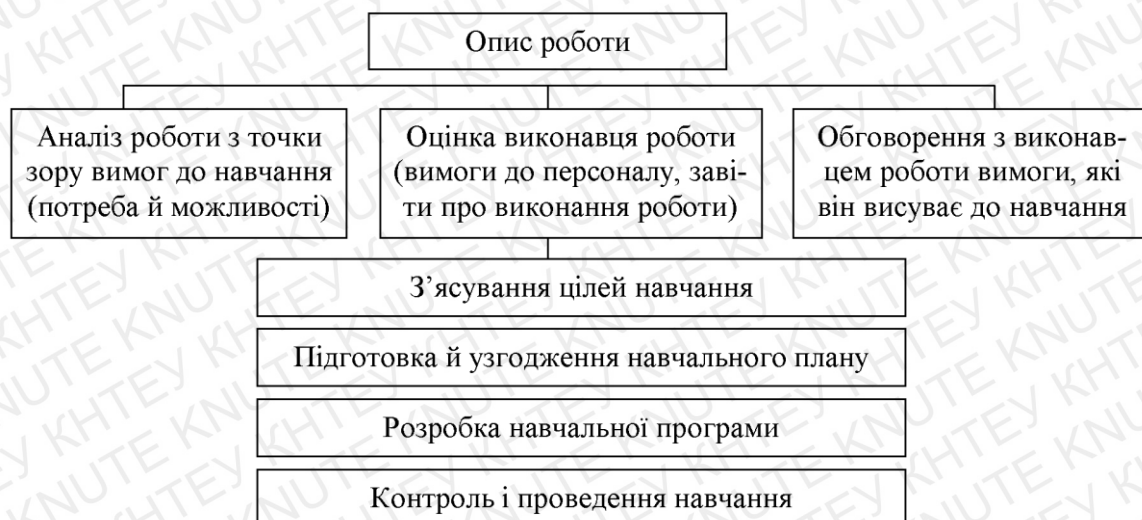 Опис роботи
Аналіз роботи з точки
зору вимог до навчання
(потреба й можливості)
Оцінка виконавця роботи
(вимоги до персоналу, заві-
ти про виконання роботи)
Обговорення з виконав-
цем роботи вимоги, які
він висуває до навчання
З’ясування цілей навчання
Підготовка й узгодження навчального плану
Розробка навчальної програми
Контроль і проведення навчання